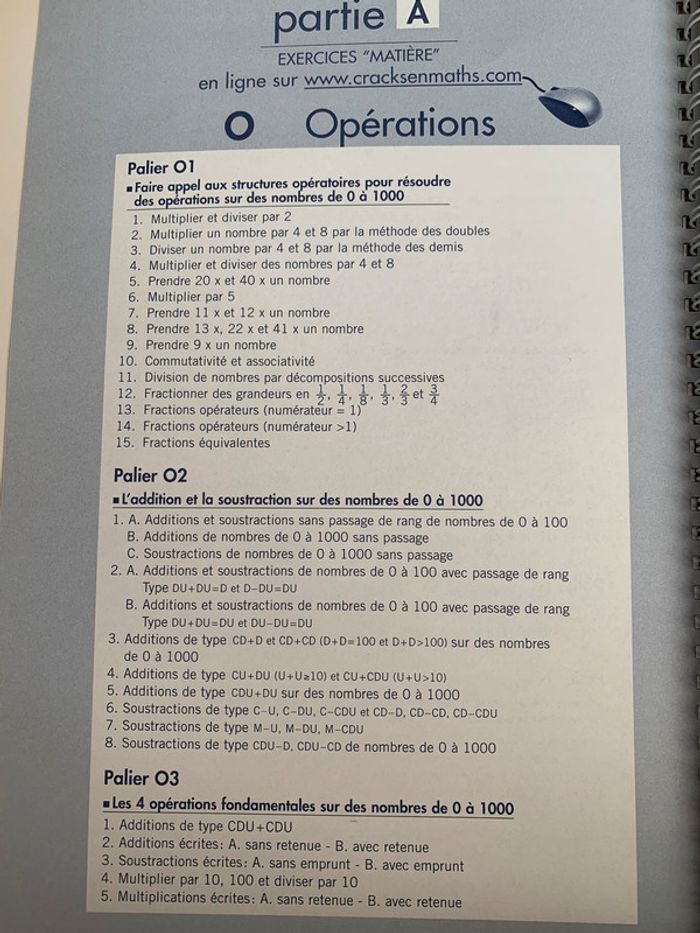 partie A
EXERCICES “MATIÈRE”
en ligne sur www.cracksenmaths.com
O Opérations
Palier O1
▪ Faire appel aux structures opératoires pour résoudre
des opérations sur des nombres de 0 à 1000
1. Multiplier et diviser par 2
2. Multiplier un nombre par 4 et 8 par la méthode des doubles
3. Diviser un nombre par 4 et 8 par la méthode des demis
4. Multiplier et diviser des nombres par 4 et 8
5. Prendre 20 x et 40 x un nombre
6. Multiplier par 5
7. Prendre 11 x et 12 x un nombre
8. Prendre 13 x, 22 x et 41 x un nombre
9. Prendre 9 x un nombre
10. Commutativité et associativité
11. Division de nombres par décompositions successives
12. Fractionner des grandeurs en 1/2, 1/4, 1/8, 1/3, 2/3 et 3/4
13. Fractions opérateurs (numérateur = 1)
14. Fractions opérateurs (numérateur >1)
15. Fractions équivalentes
Palier O2
▪ L’addition et la soustraction sur des nombres de 0 à 1000
1. A. Additions et soustractions sans passage de rang de nombres de 0 à 100
B. Additions de nombres de 0 à 1000 sans passage
C. Soustractions de nombres de 0 à 1000 sans passage
2. A. Additions et soustractions de nombres de 0 à 100 avec passage de rang
Type DU+DU=D et D–DU=DU
B. Additions et soustractions de nombres de 0 à 100 avec passage de rang
Type DU+DU=DU et DU–DU=DU
3. Additions de type CD+D et CD+CD (D+D=100 et D+D>100) sur des nombres
de 0 à 1000
4. Additions de type CU+DU (U+U≥10) et CU+CDU (U+U>10)
5. Additions de type CDU+DU sur des nombres de 0 à 1000
6. Soustractions de type C–U, C–DU, C–CDU et CD–D, CD–CD, CD–CDU
7. Soustractions de type M–U, M–DU, M–CDU
8. Soustractions de type CDU–D, CDU–CD de nombres de 0 à 1000
Palier O3
▪ Les 4 opérations fondamentales sur des nombres de 0 à 1000
1. Additions de type CDU+CDU
2. Additions écrites: A. sans retenue - B. avec retenue
3. Soustractions écrites: A. sans emprunt - B. avec emprunt
4. Multiplier par 10, 100 et diviser par 10
5. Multiplications écrites: A. sans retenue - B. avec retenue